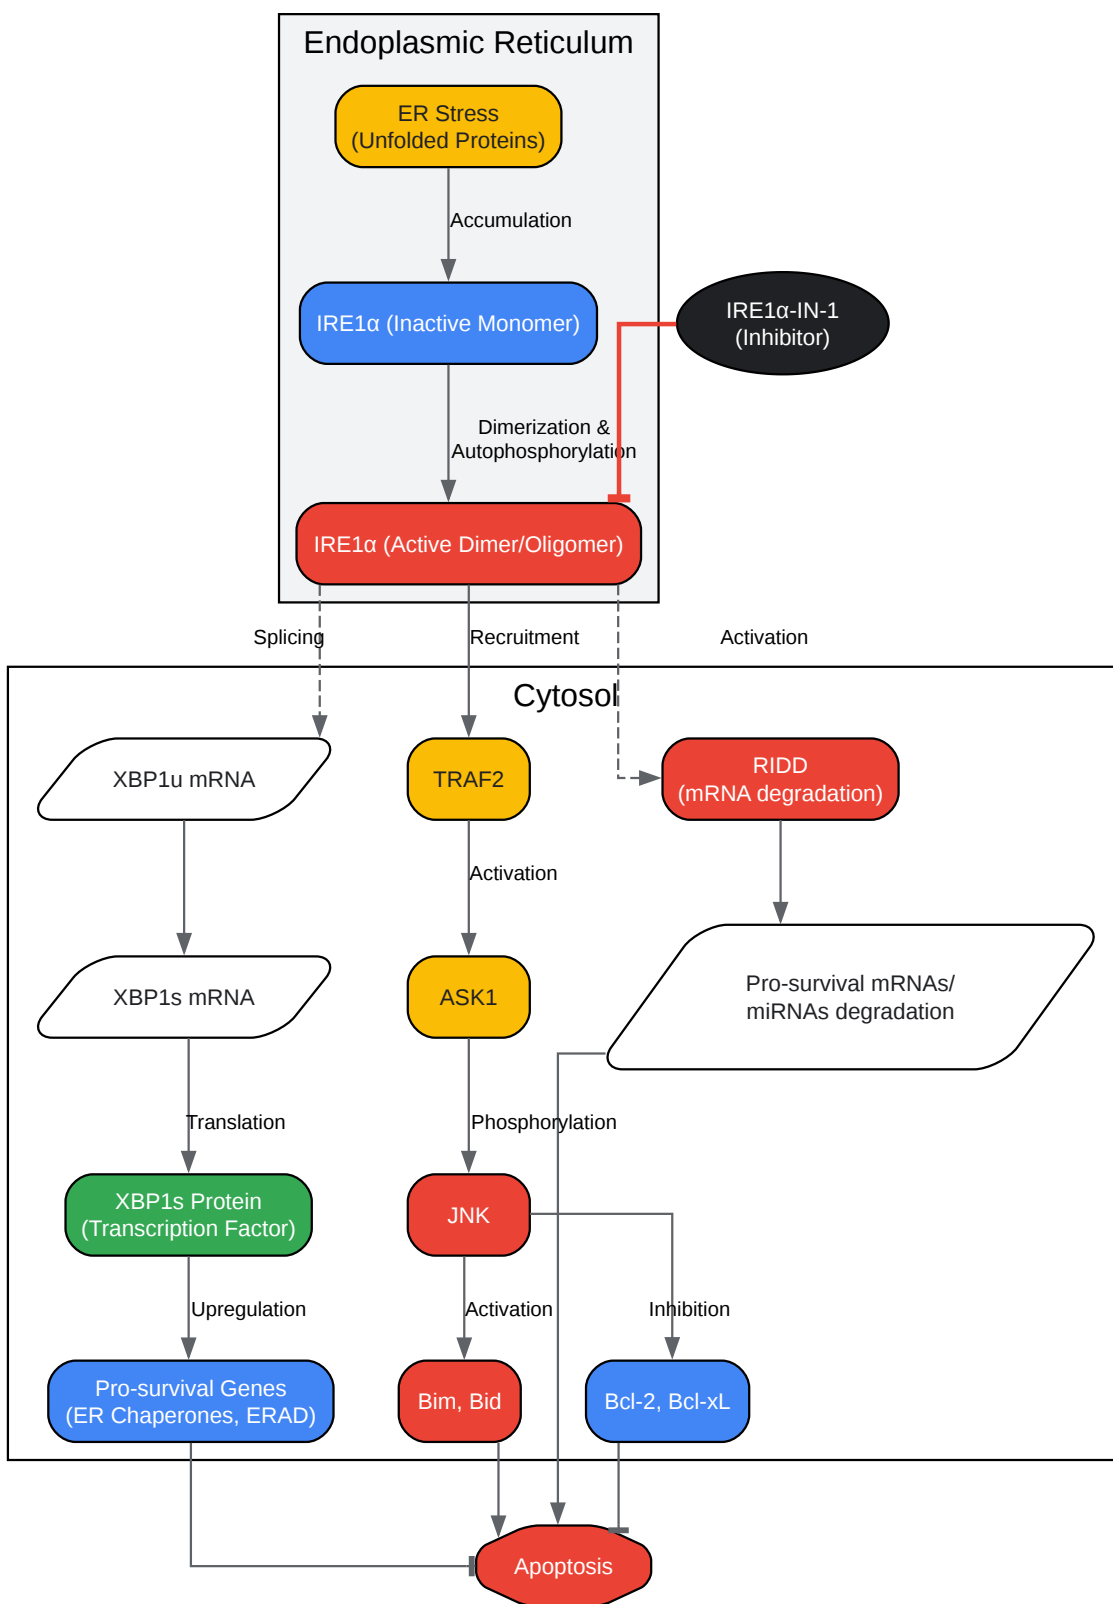 Endoplasmic Reticulum
ER Stress
(Unfolded Proteins)
Accumulation
IRE1α (Inactive Monomer)
IRE1α-IN-1
(Inhibitor)
Dimerization &
Autophosphorylation
IRE1α (Active Dimer/Oligomer)
Splicing
Recruitment
Activation
Cytosol
XBP1u mRNA
TRAF2
RIDD
(mRNA degradation)
Activation
XBP1s mRNA
ASK1
Pro-survival mRNAs/
miRNAs degradation
Translation
Phosphorylation
XBP1s Protein
(Transcription Factor)
JNK
Upregulation
Activation
Inhibition
Pro-survival Genes
(ER Chaperones, ERAD)
Bim, Bid
Bcl-2, Bcl-xL
Apoptosis